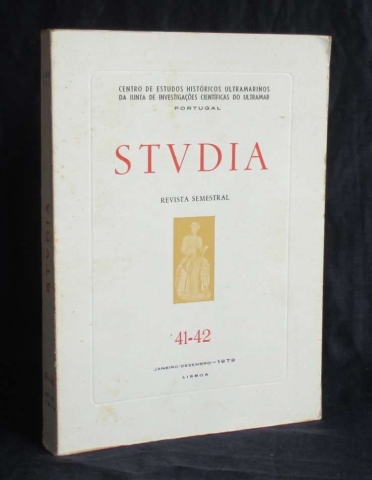 CENTRO DE ESTUDOS HISTÓRICOS ULTRAMARINOS
DA JUNTA DE INVESTIGAÇÕES CIENTÍFICAS DO ULTRAMAR
PORTUGAL
STVDIA
REVISTA SEMESTRAL
41-42
JANEIRO-DEZEMBRO — 1979
LISBOA
STVDIA